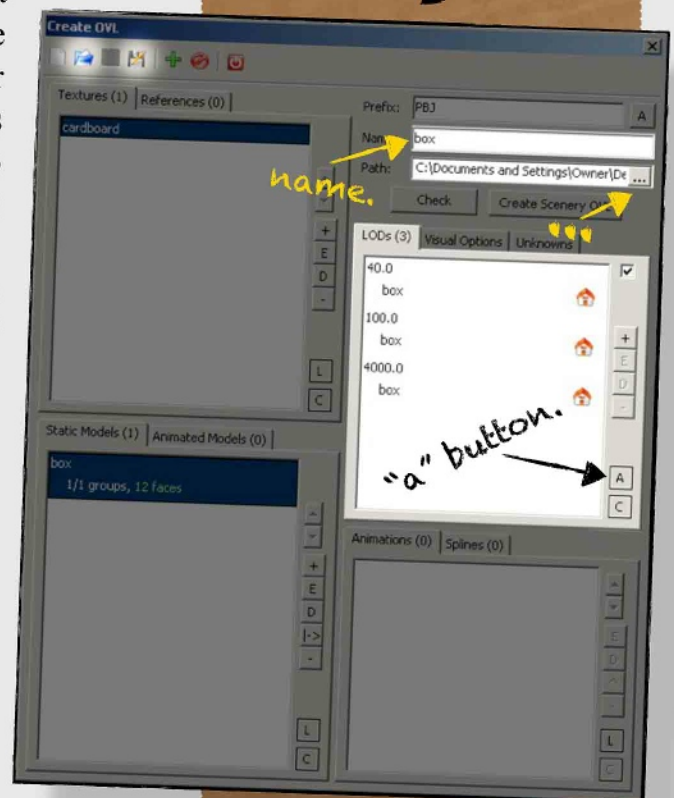 Create OVL
Textures (1) References (0)
cardboard
+
E
D
-
L
C
Prefix: PBJ A
box
name.
Path: C:\Documents and Settings\Owner\De ...
Check Create Scenery
LODs (3) Visual Options Unknowns
40.0
box
100.0
box
4000.0
box
+
E
D
-
"a" button.
A
C
Static Models (1) Animated Models (0)
box
1/1 groups, 12 faces
+
E
D
|->
-
L
C
Animations (0) Splines (0)
E
D
^
-
L
C